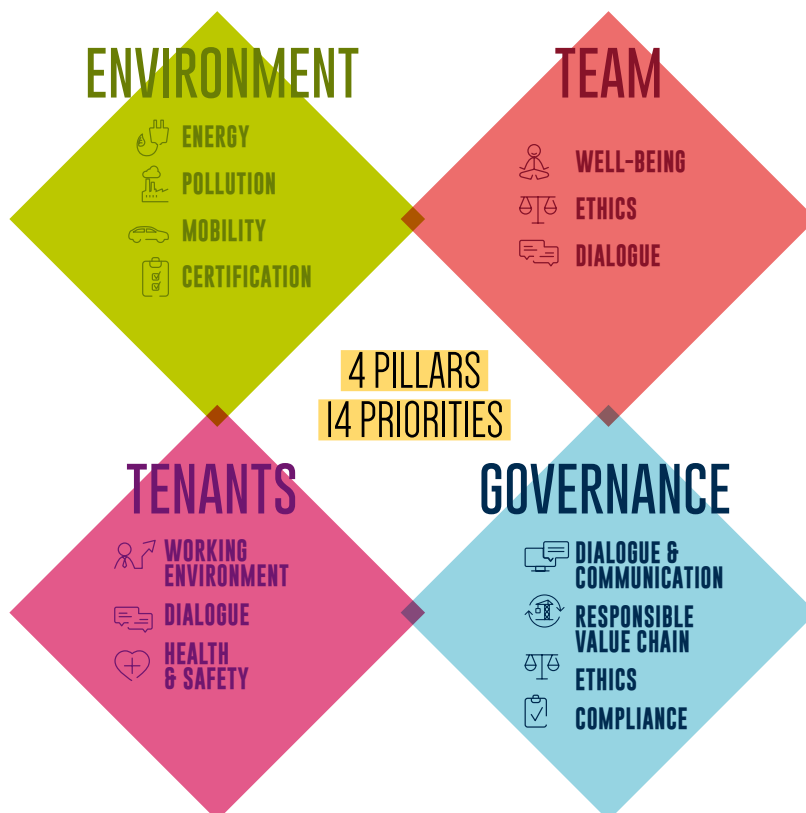 ENVIRONMENT
ENERGY
POLLUTION
MOBILITY
CERTIFICATION
TEAM
WELL-BEING
ETHICS
DIALOGUE
4 PILLARS
14 PRIORITIES
TENANTS
WORKING
ENVIRONMENT
DIALOGUE
HEALTH
& SAFETY
GOVERNANCE
DIALOGUE &
COMMUNICATION
RESPONSIBLE
VALUE CHAIN
ETHICS
COMPLIANCE